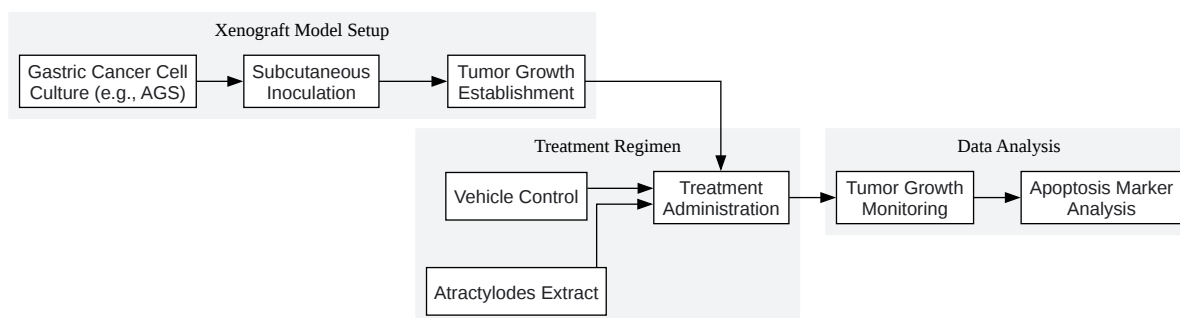 Xenograft Model Setup
Gastric Cancer Cell
Culture (e.g., AGS)
Subcutaneous
Inoculation
Tumor Growth
Establishment
Treatment Regimen
Vehicle Control
Atractylodes Extract
Treatment
Administration
Data Analysis
Tumor Growth
Monitoring
Apoptosis Marker
Analysis